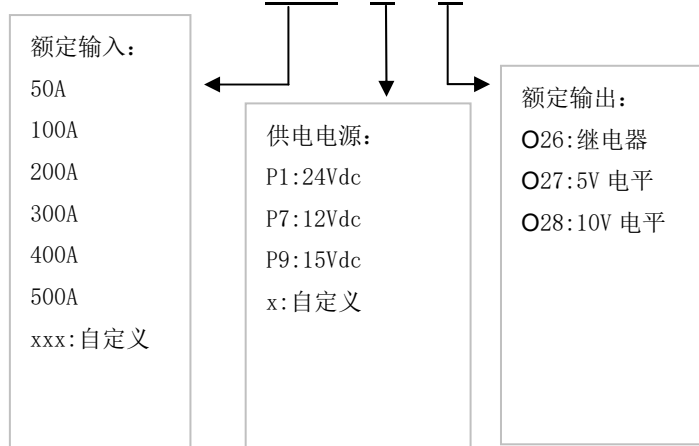 额定输入：
50A
100A
200A
300A
400A
500A
xxx:自定义
供电电源：
P1:24Vdc
P7:12Vdc
P9:15Vdc
x:自定义
额定输出：
O26:继电器
O27:5V 电平
O28:10V 电平